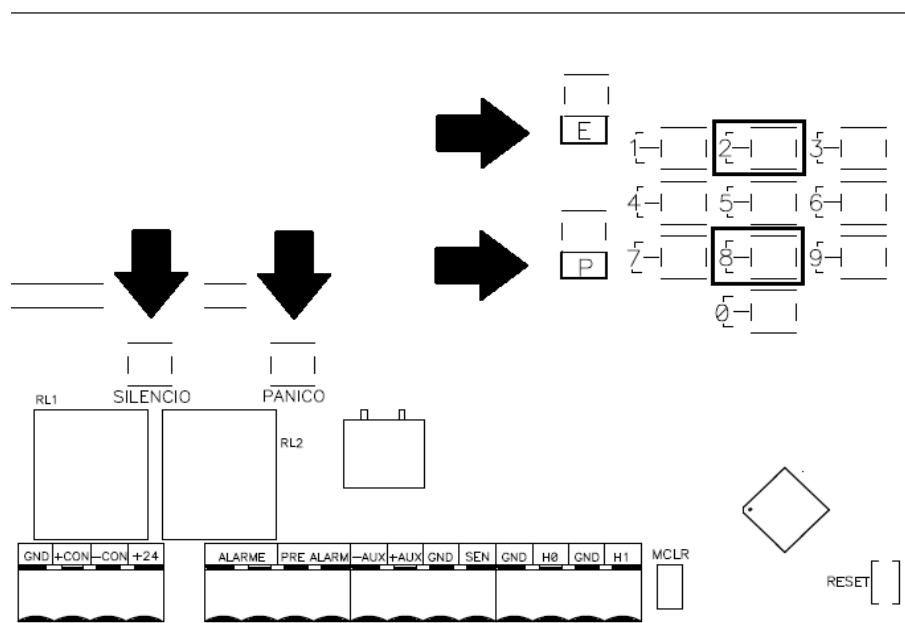 E
1 2 3
4 5 6
P
7 8 9
0
SILENCIO PANICO
RL1
RL2
GND +CON -CON +24 ALARME PRE ALARM -AUX +AUX GND SEN GND H0 GND H1 MCLR
RESET